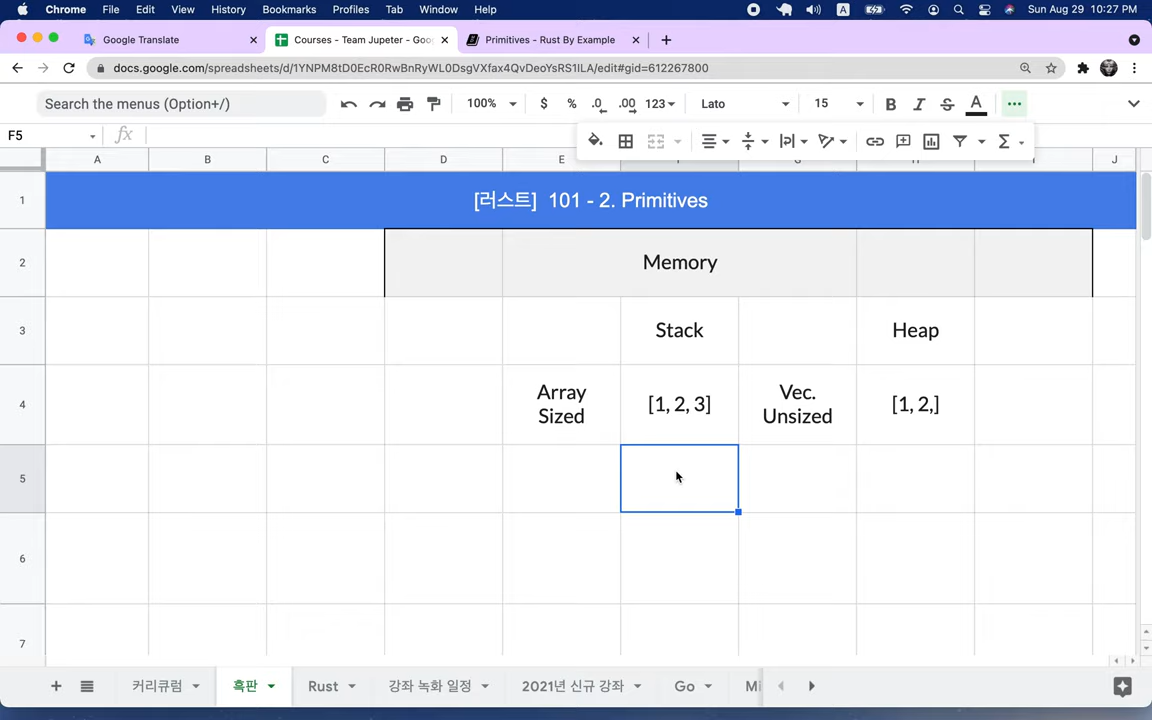 Chrome File Edit View History Bookmarks Profiles Tab Window Help A Sun Aug 29 10:27 PM
Google Translate Courses - Team Jupeter - Goo Primitives - Rust By Example
docs.google.com/spreadsheets/d/1YNPM8tD0EcR0RwBnRyWL0DsgVXfax4QvDeoYsRS1ILA/edit#gid=612267800
Search the menus (Option+/) 100% $ % .0 .00 123 Lato 15 B I S A
F5 fx
A B C D E F G H I J
1 [러스트] 101 - 2. Primitives
2 Memory
3 Stack Heap
4 Array Sized [1, 2, 3] Vec. Unsized [1, 2,]
5
6
7
커리큘럼 흑판 Rust 강좌 녹화 일정 2021년 신규 강좌 Go Mi